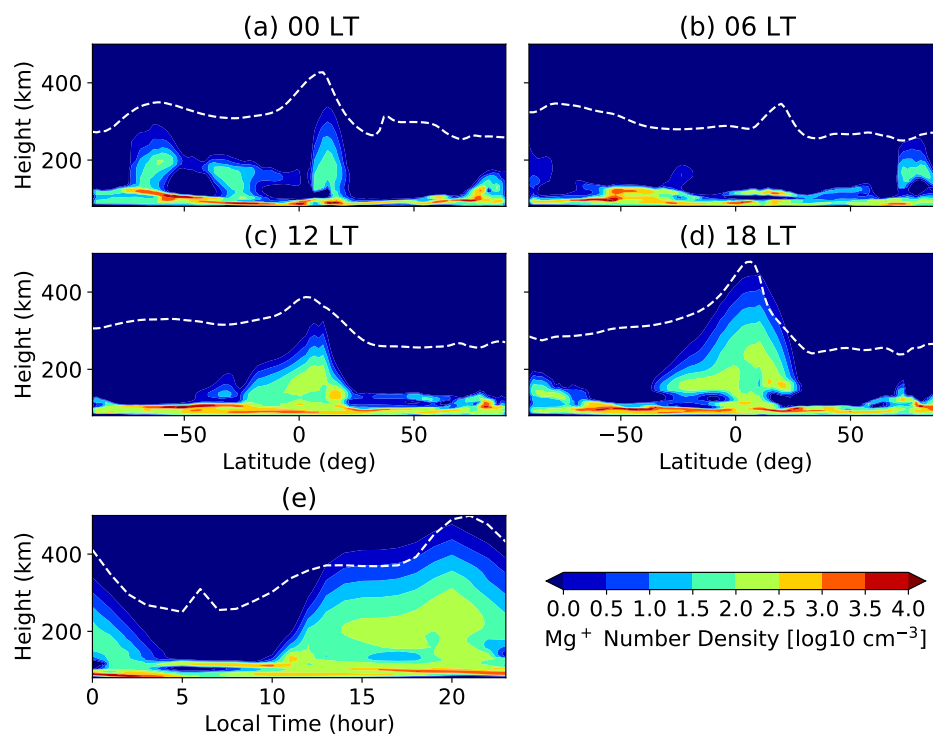 (a) 00 LT
(b) 06 LT
Height (km)
400
200
(c) 12 LT
(d) 18 LT
Height (km)
400
200
−50 0 50
−50 0 50
Latitude (deg)
Latitude (deg)
(e)
Height (km)
400
200
0 5 10 15 20
Local Time (hour)
0.0 0.5 1.0 1.5 2.0 2.5 3.0 3.5 4.0
Mg⁺ Number Density [log10 cm⁻³]